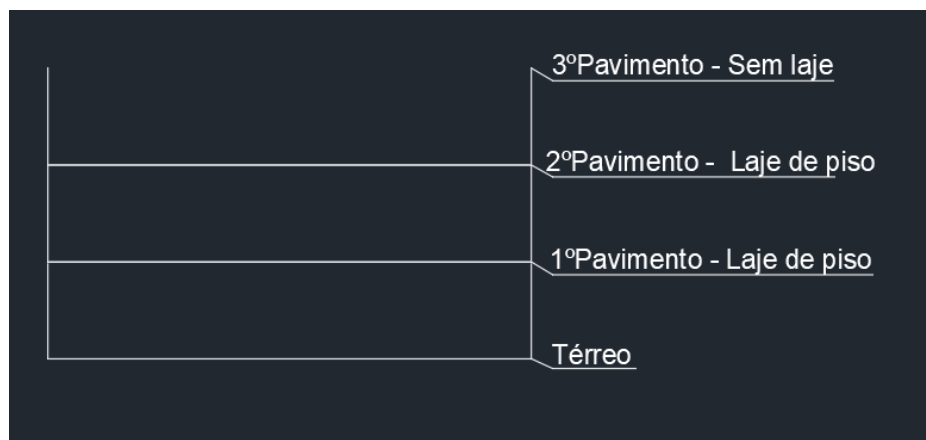 3ºPavimento - Sem laje
2ºPavimento -  Laje de piso
1ºPavimento - Laje de piso
Térreo